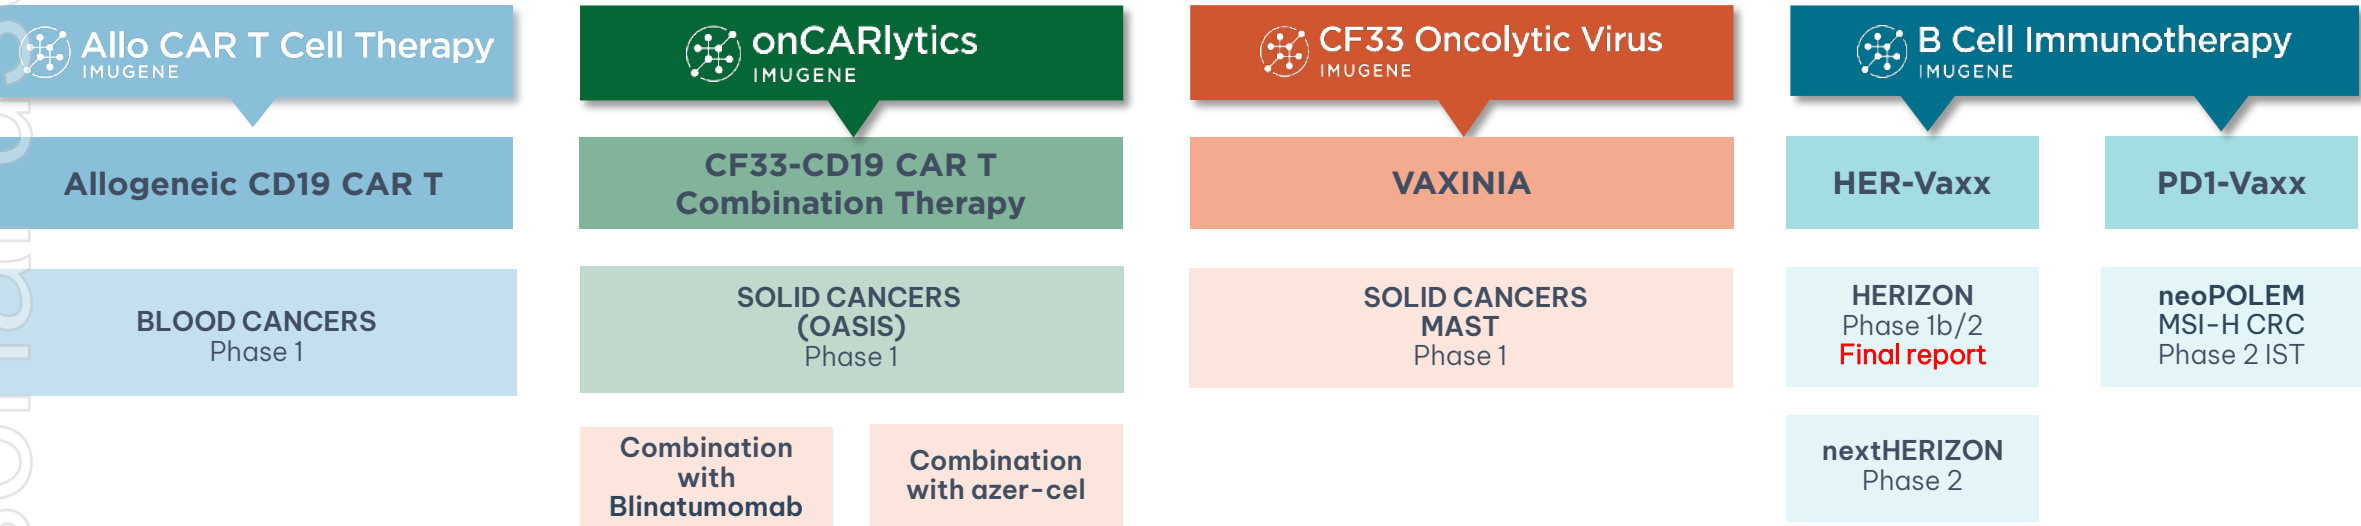 Allo CAR T Cell Therapy
IMUGENE
Allogeneic CD19 CAR T
BLOOD CANCERS
Phase 1
onCARlytics
IMUGENE
CF33-CD19 CAR T
Combination Therapy
SOLID CANCERS
(OASIS)
Phase 1
Combination
with
Blinatumomab
Combination
with azer-cel
CF33 Oncolytic Virus
IMUGENE
VAXINIA
SOLID CANCERS
MAST
Phase 1
B Cell Immunotherapy
IMUGENE
HER-Vaxx
HERIZON
Phase 1b/2
Final report
nextHERIZON
Phase 2
PD1-Vaxx
neoPOLEM
MSI-H CRC
Phase 2 IST